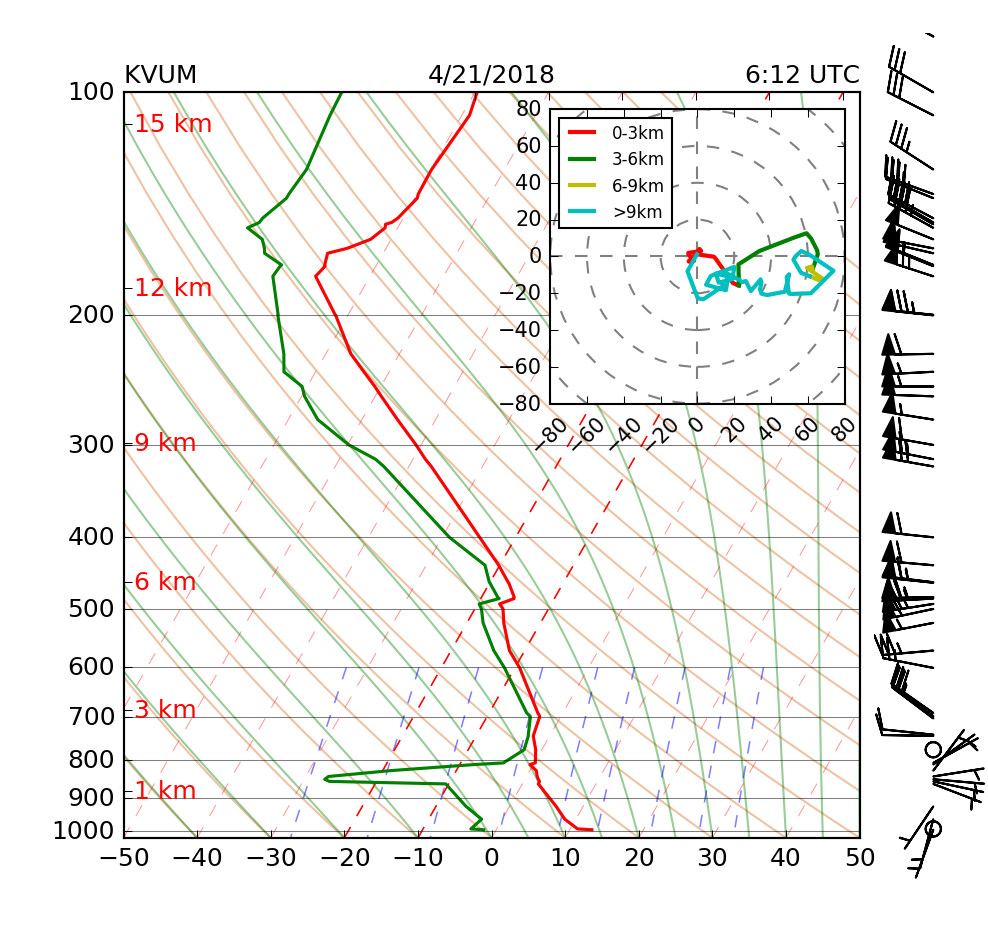 KVUM 4/21/2018 6:12 UTC
100
15 km
12 km
200
300
9 km
400
6 km
500
600
700
3 km
800
1 km
900
1000
−50 −40 −30 −20 −10 0 10 20 30 40 50
80
60
40
20
0
−20
−40
−60
−80
−80 −60 −40 −20 0 20 40 60 80
0-3km
3-6km
6-9km
>9km